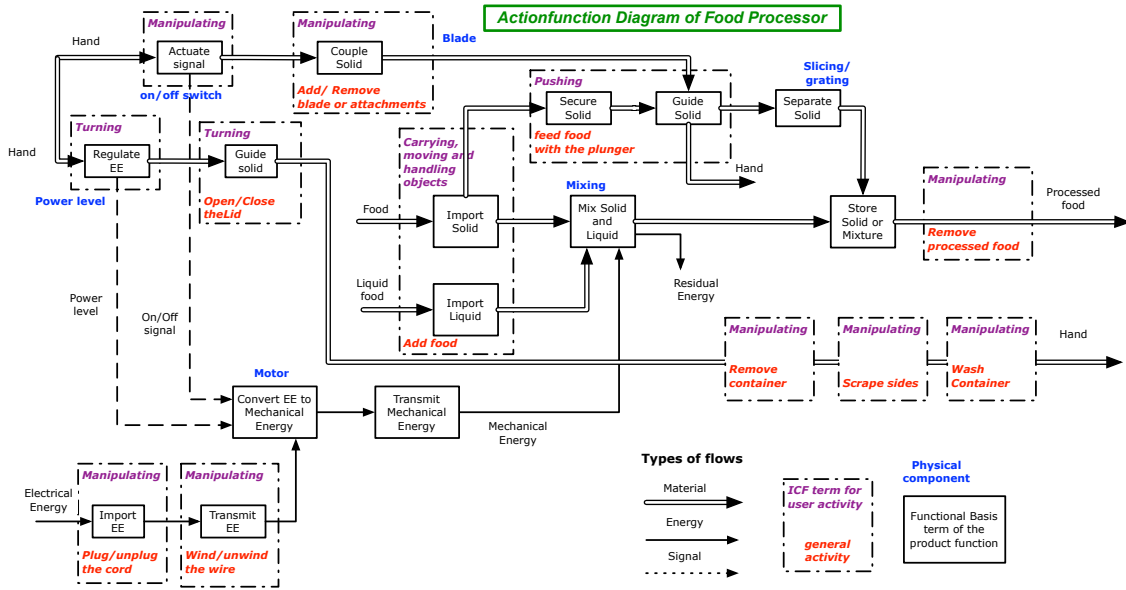 Actionfunction Diagram of Food Processor
Manipulating
Hand
Actuate
signal
on/off switch
Manipulating
Couple
Solid
Add/ Remove
blade or attachments
Blade
Pushing
Secure
Solid
Guide
Solid
feed food
with the plunger
Hand
Slicing/
grating
Separate
Solid
Turning
Hand
Regulate
EE
Power level
Turning
Guide
solid
Open/Close
theLid
Carrying,
moving and
handling
objects
Food
Import
Solid
Liquid
food
Import
Liquid
Add food
Mixing
Mix Solid
and
Liquid
Residual
Energy
Store
Solid or
Mixture
Manipulating
Remove
processed food
Processed
food
Power
level
On/Off
signal
Manipulating
Remove
container
Manipulating
Scrape sides
Manipulating
Wash
Container
Hand
Motor
Convert EE to
Mechanical
Energy
Transmit
Mechanical
Energy
Mechanical
Energy
Electrical
Energy
Manipulating
Import
EE
Plug/unplug
the cord
Manipulating
Transmit
EE
Wind/unwind
the wire
Types of flows
Material
Energy
Signal
ICF term for
user activity
general
activity
Physical
component
Functional Basis
term of the
product function